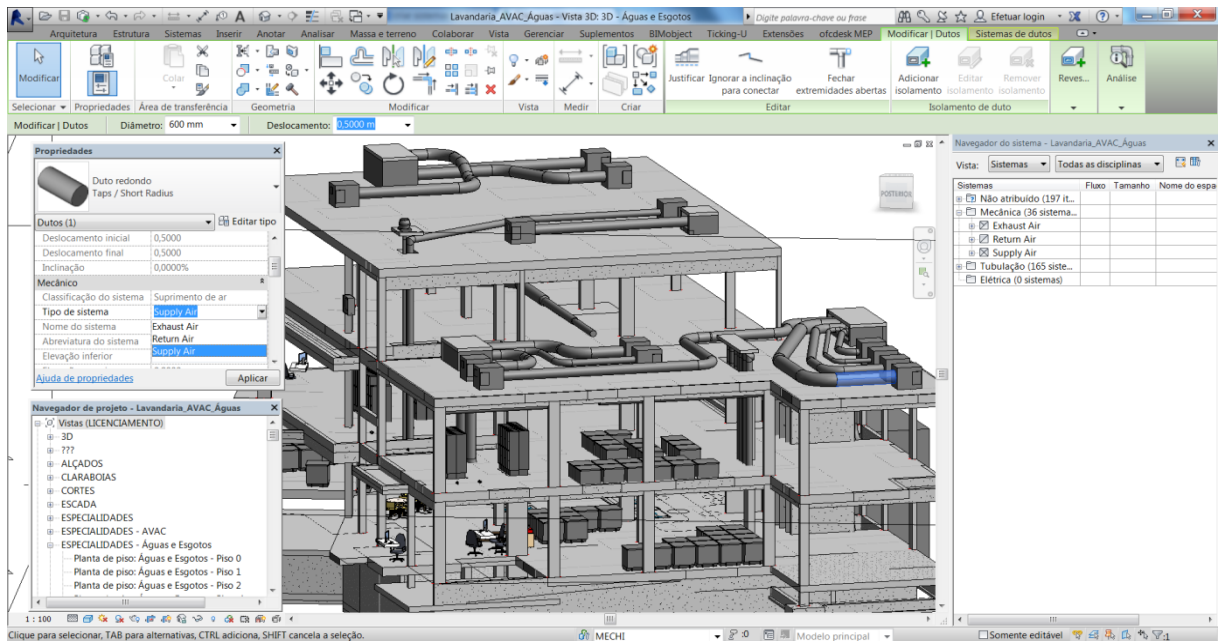 Lavandaria_AVAC_Águas - Vista 3D: 3D - Águas e Esgotos
Digite palavra-chave ou frase
Efetuar login
Arquitetura Estrutura Sistemas Inserir Anotar Analisar Massa e terreno Colaborar Vista Gerenciar Suplementos BIMobject Ticking-U Extensões ofcdesk MEP Modificar | Dutos Sistemas de dutos
Modificar
Colar
Justificar Ignorar a inclinação para conectar
Fechar extremidades abertas
Adicionar isolamento
Editar isolamento
Remover isolamento
Reves...
Análise
Selecionar Propriedades Área de transferência Geometria Modificar Vista Medir Criar Editar Isolamento de duto
Modificar | Dutos Diâmetro: 600 mm Deslocamento: 0,5000 m
Propriedades
Duto redondo
Taps / Short Radius
Dutos (1) Editar tipo
Deslocamento inicial 0,5000
Deslocamento final 0,5000
Inclinação 0,0000%
Mecânico
Classificação do sistema Suprimento de ar
Tipo de sistema Supply Air
Nome do sistema Exhaust Air
Abreviatura do sistema Return Air
Supply Air
Elevação inferior
Ajuda de propriedades Aplicar
Navegador de projeto - Lavandaria_AVAC_Águas
Vistas (LICENCIAMENTO)
3D
???
ALÇADOS
CLARABOIAS
CORTES
ESCADA
ESPECIALIDADES
ESPECIALIDADES - AVAC
ESPECIALIDADES - Águas e Esgotos
Planta de piso: Águas e Esgotos - Piso 0
Planta de piso: Águas e Esgotos - Piso 1
Planta de piso: Águas e Esgotos - Piso 2
POSTERIOR
Navegador do sistema - Lavandaria_AVAC_Águas
Vista: Sistemas Todas as disciplinas
Sistemas Fluxo Tamanho Nome do espa
Não atribuído (197 it...
Mecânica (36 sistema...
Exhaust Air
Return Air
Supply Air
Tubulação (165 siste...
Elétrica (0 sistemas)
1 : 100
Clique para selecionar, TAB para alternativas, CTRL adiciona, SHIFT cancela a seleção.
MECHI
:0
Modelo principal
Somente editável
:1